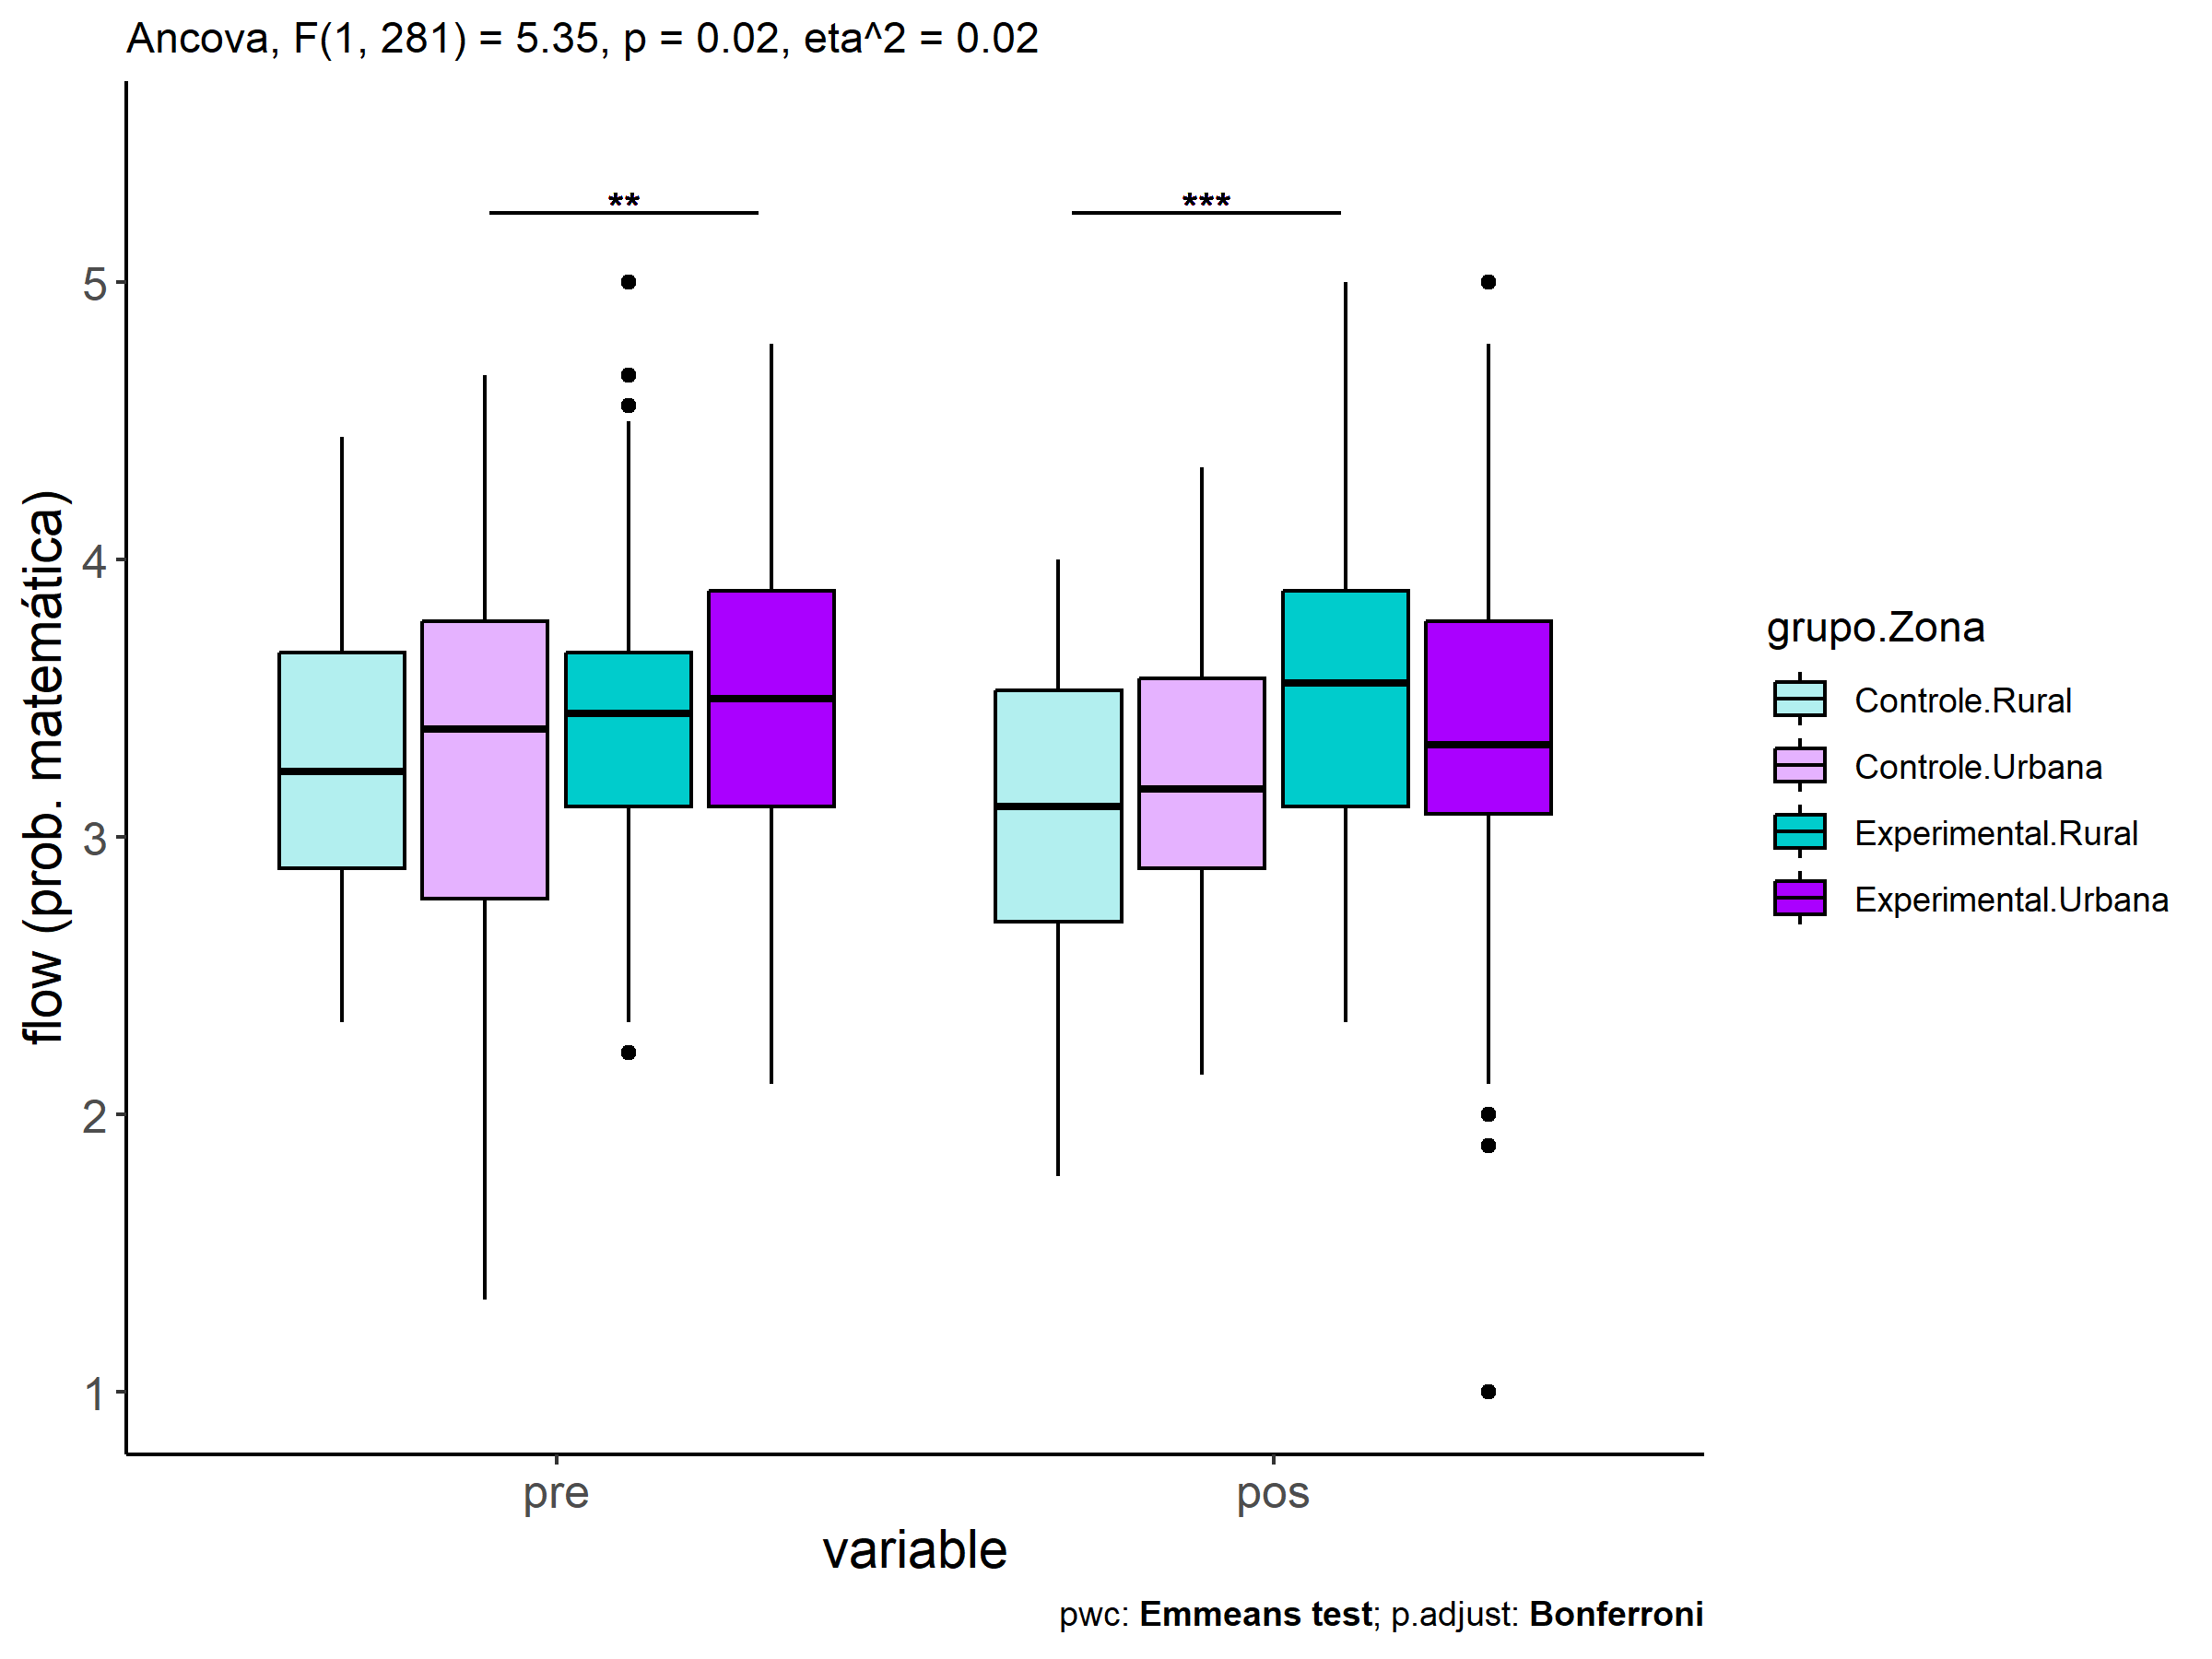 Ancova, F(1, 281) = 5.35, p = 0.02, eta^2 = 0.02
** ***
5
4
3
2
1
flow (prob. matemática)
pre pos
variable
grupo.Zona
Controle.Rural
Controle.Urbana
Experimental.Rural
Experimental.Urbana
pwc: Emmeans test; p.adjust: Bonferroni